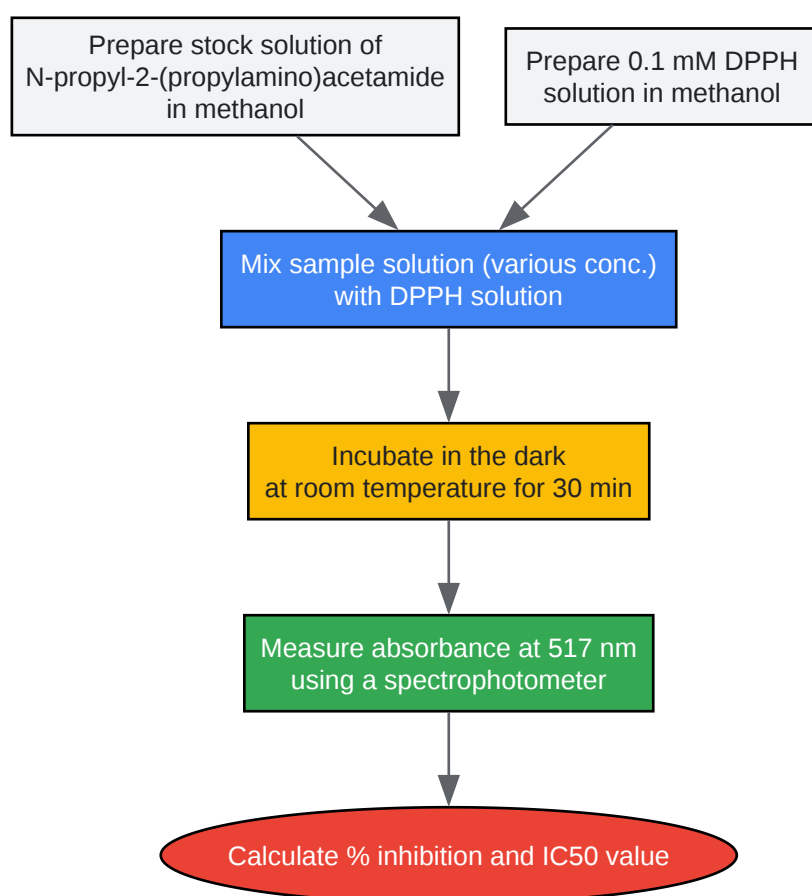 Prepare stock solution of
N-propyl-2-(propylamino)acetamide
in methanol
Prepare 0.1 mM DPPH
solution in methanol
Mix sample solution (various conc.)
with DPPH solution
Incubate in the dark
at room temperature for 30 min
Measure absorbance at 517 nm
using a spectrophotometer
Calculate % inhibition and IC50 value